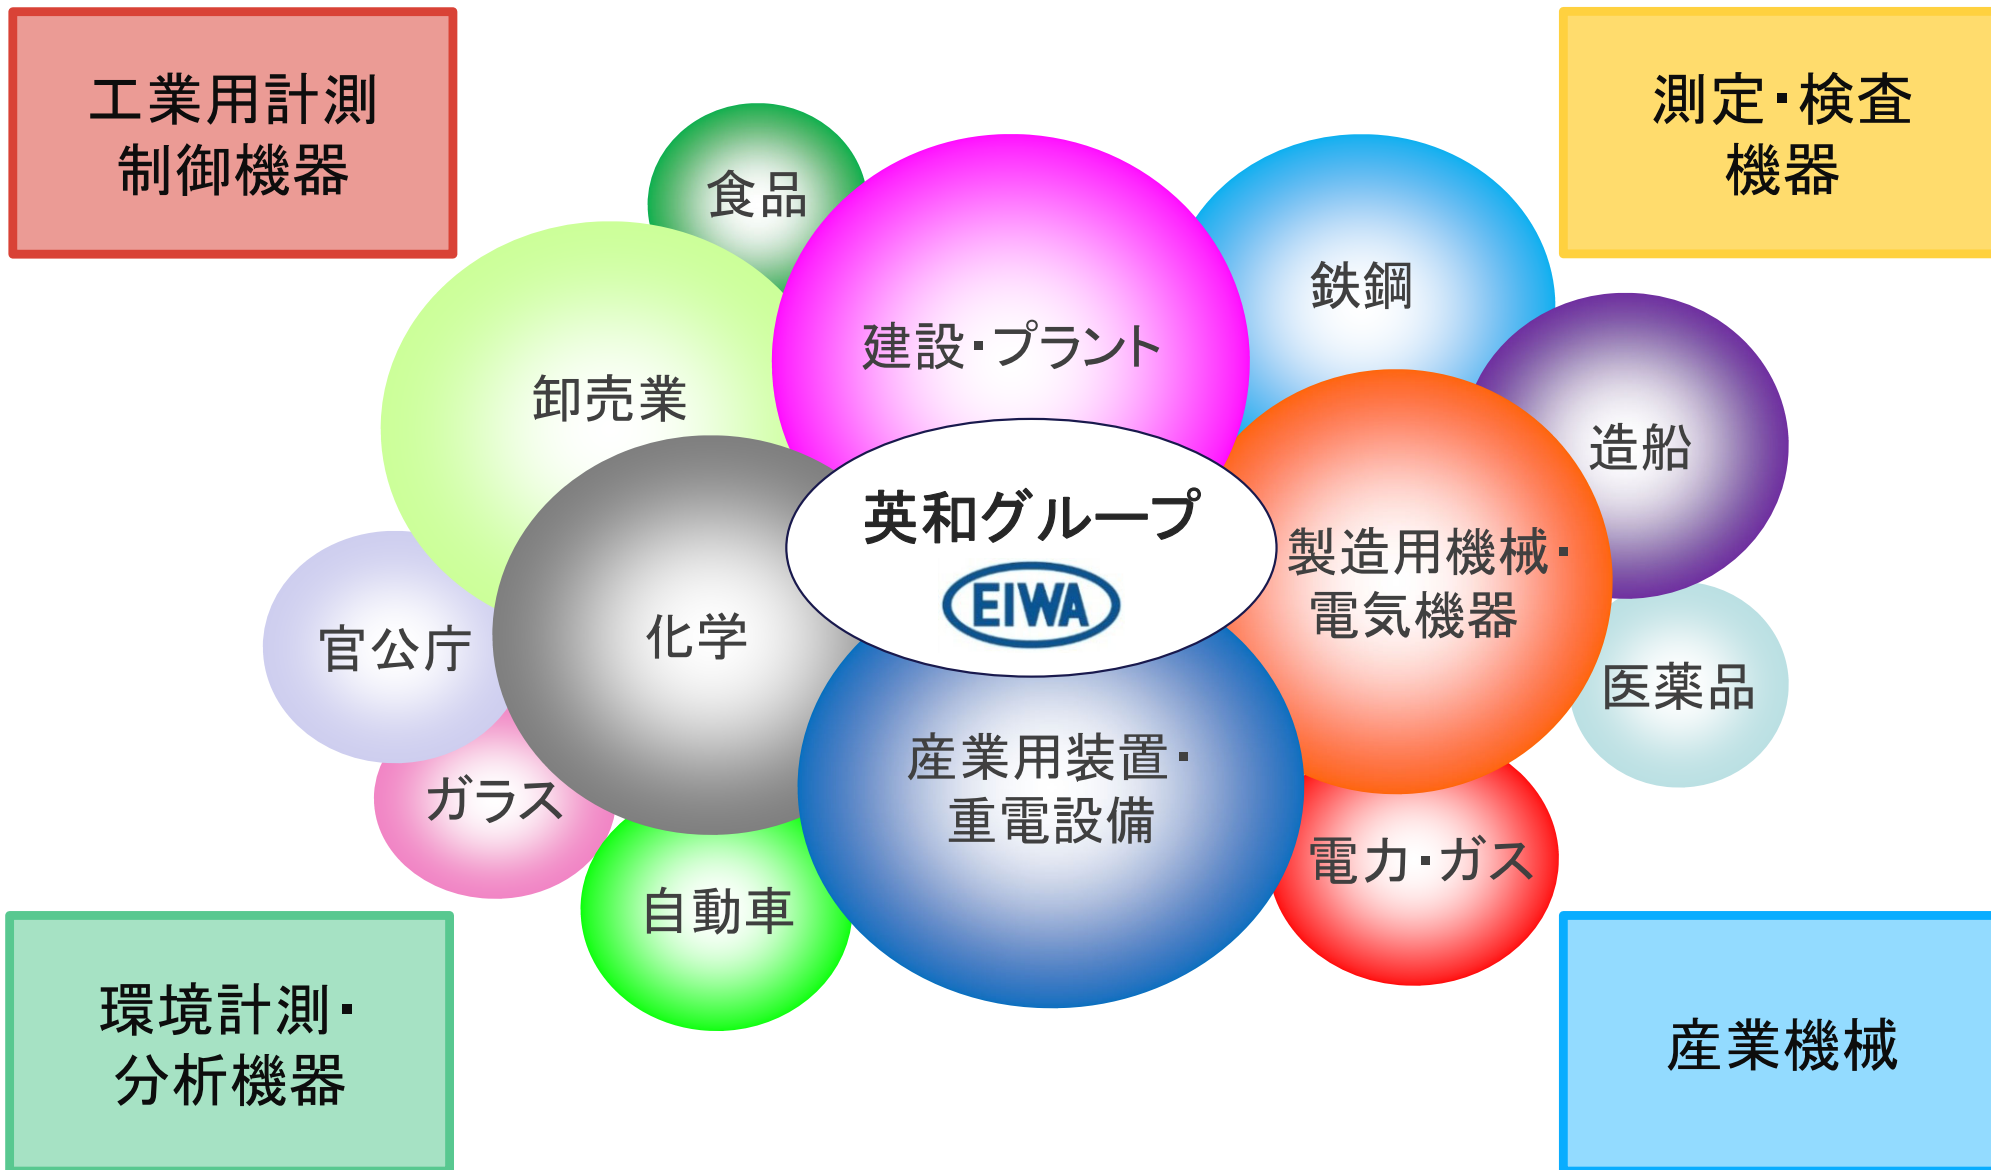 工業用計測
制御機器
測定・検査
機器
食品
建設・プラント
鉄鋼
卸売業
造船
英和グループ
EIWA
製造用機械・
電気機器
官公庁
化学
医薬品
ガラス
産業用装置・
重電設備
電力・ガス
自動車
環境計測・
分析機器
産業機械